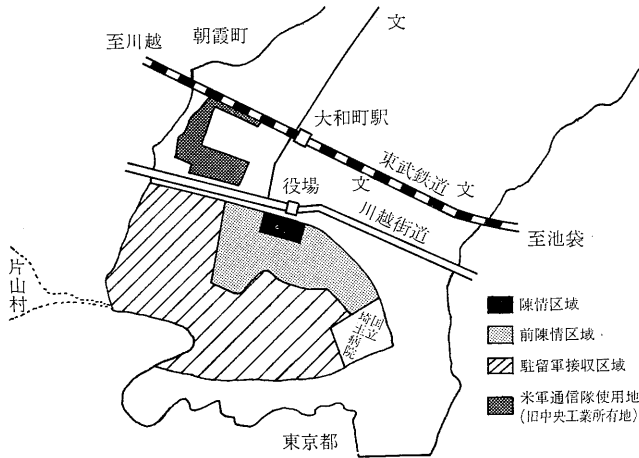 文
朝霞町
至川越
大和町駅
東武鉄道
文
文
役場
川越街道
至池袋
片山村
国立
埼玉病院
東京都
陳情区域
前陳情区域
駐留軍接収区域
米軍通信隊使用地
(旧中央工業所有地)